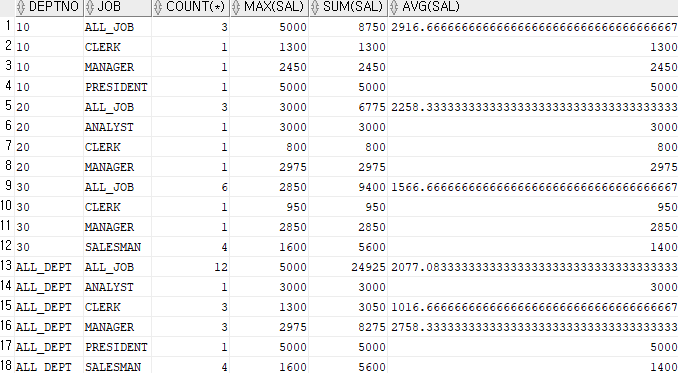 DEPTNO JOB COUNT(*) MAX(SAL) SUM(SAL) AVG(SAL)
1 10 ALL_JOB 3 5000 8750 2916.666666666666666666666666666666666667
2 10 CLERK 1 1300 1300 1300
3 10 MANAGER 1 2450 2450 2450
4 10 PRESIDENT 1 5000 5000 5000
5 20 ALL_JOB 3 3000 6775 2258.333333333333333333333333333333333333
6 20 ANALYST 1 3000 3000 3000
7 20 CLERK 1 800 800 800
8 20 MANAGER 1 2975 2975 2975
9 30 ALL_JOB 6 2850 9400 1566.666666666666666666666666666666666667
10 30 CLERK 1 950 950 950
11 30 MANAGER 1 2850 2850 2850
12 30 SALESMAN 4 1600 5600 1400
13 ALL_DEPT ALL_JOB 12 5000 24925 2077.083333333333333333333333333333333333
14 ALL_DEPT ANALYST 1 3000 3000 3000
15 ALL_DEPT CLERK 3 1300 3050 1016.666666666666666666666666666666666667
16 ALL_DEPT MANAGER 3 2975 8275 2758.333333333333333333333333333333333333
17 ALL_DEPT PRESIDENT 1 5000 5000 5000
18 ALL_DEPT SALESMAN 4 1600 5600 1400